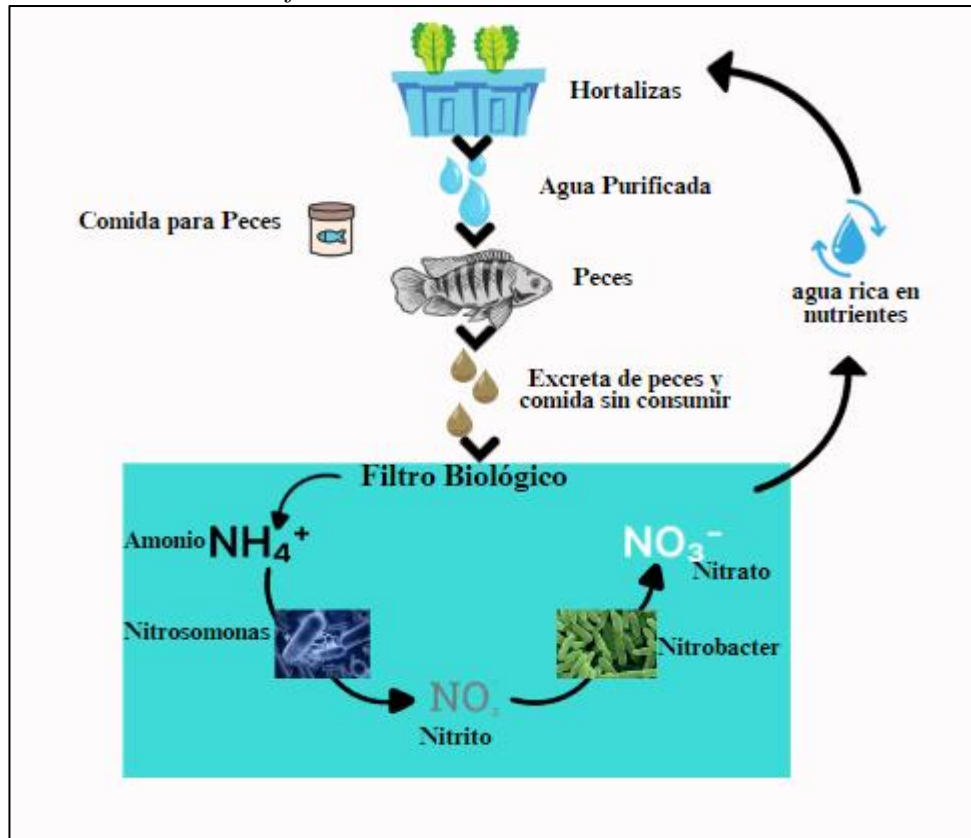 Hortalizas
Agua Purificada
Comida para Peces
Peces
agua rica en
nutrientes
Excreta de peces y
comida sin consumir
Filtro Biológico
Amonio NH₄⁺
NO₃⁻
Nitrato
Nitrosomonas
Nitrobacter
NO₂
Nitrito